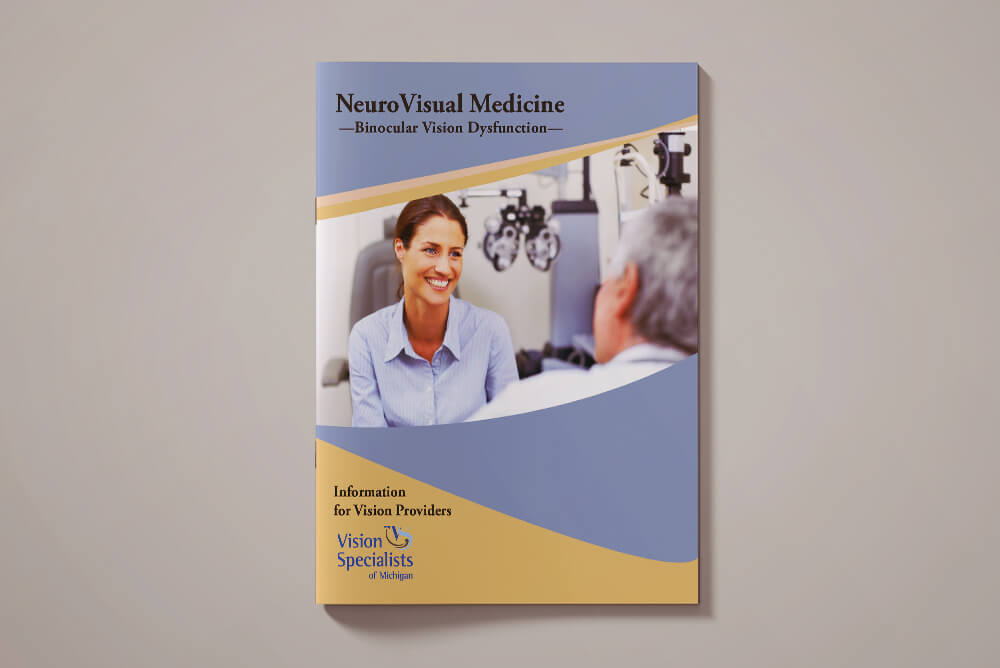 NeuroVisual Medicine
—Binocular Vision Dysfunction—
Information
for Vision Providers
Vision
Specialists
of Michigan